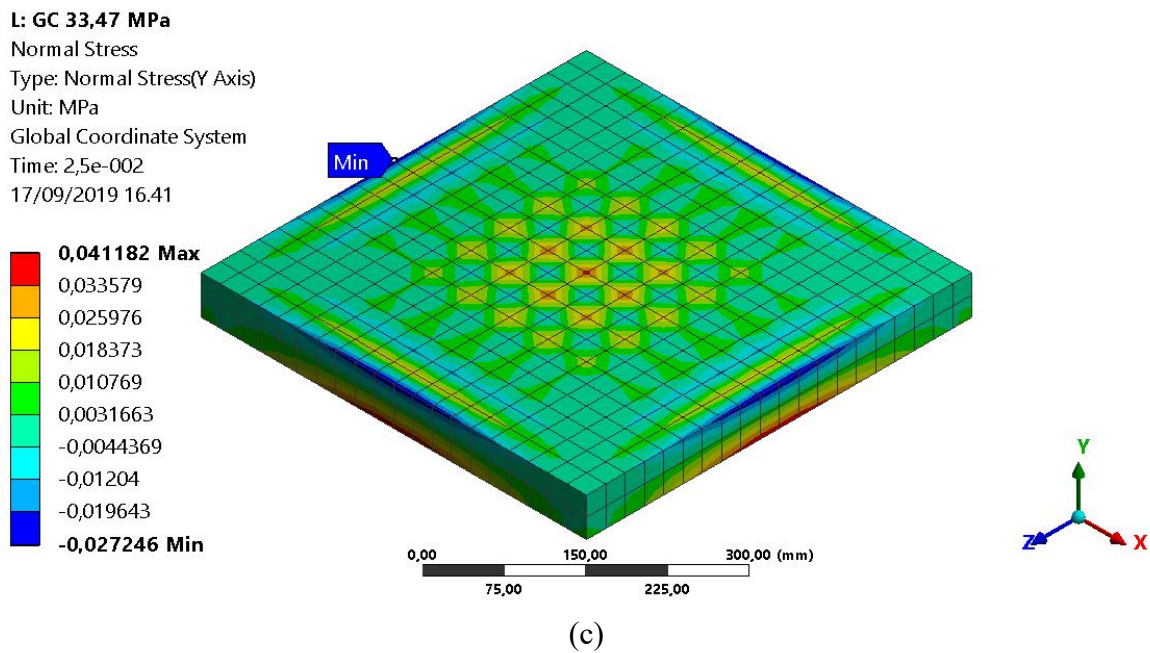 L: GC 33,47 MPa
Normal Stress
Type: Normal Stress(Y Axis)
Unit: MPa
Global Coordinate System
Time: 2,5e-002
17/09/2019 16.41
Min
0,041182 Max
0,033579
0,025976
0,018373
0,010769
0,0031663
-0,0044369
-0,01204
-0,019643
-0,027246 Min
0,00 150,00 300,00 (mm)
75,00 225,00
Y
Z X
(c)